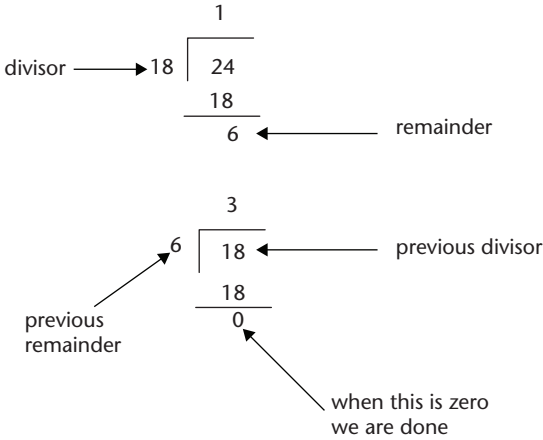 1
divisor 18 24
18
6 remainder
3
6 18 previous divisor
18
0
previous
remainder
when this is zero
we are done